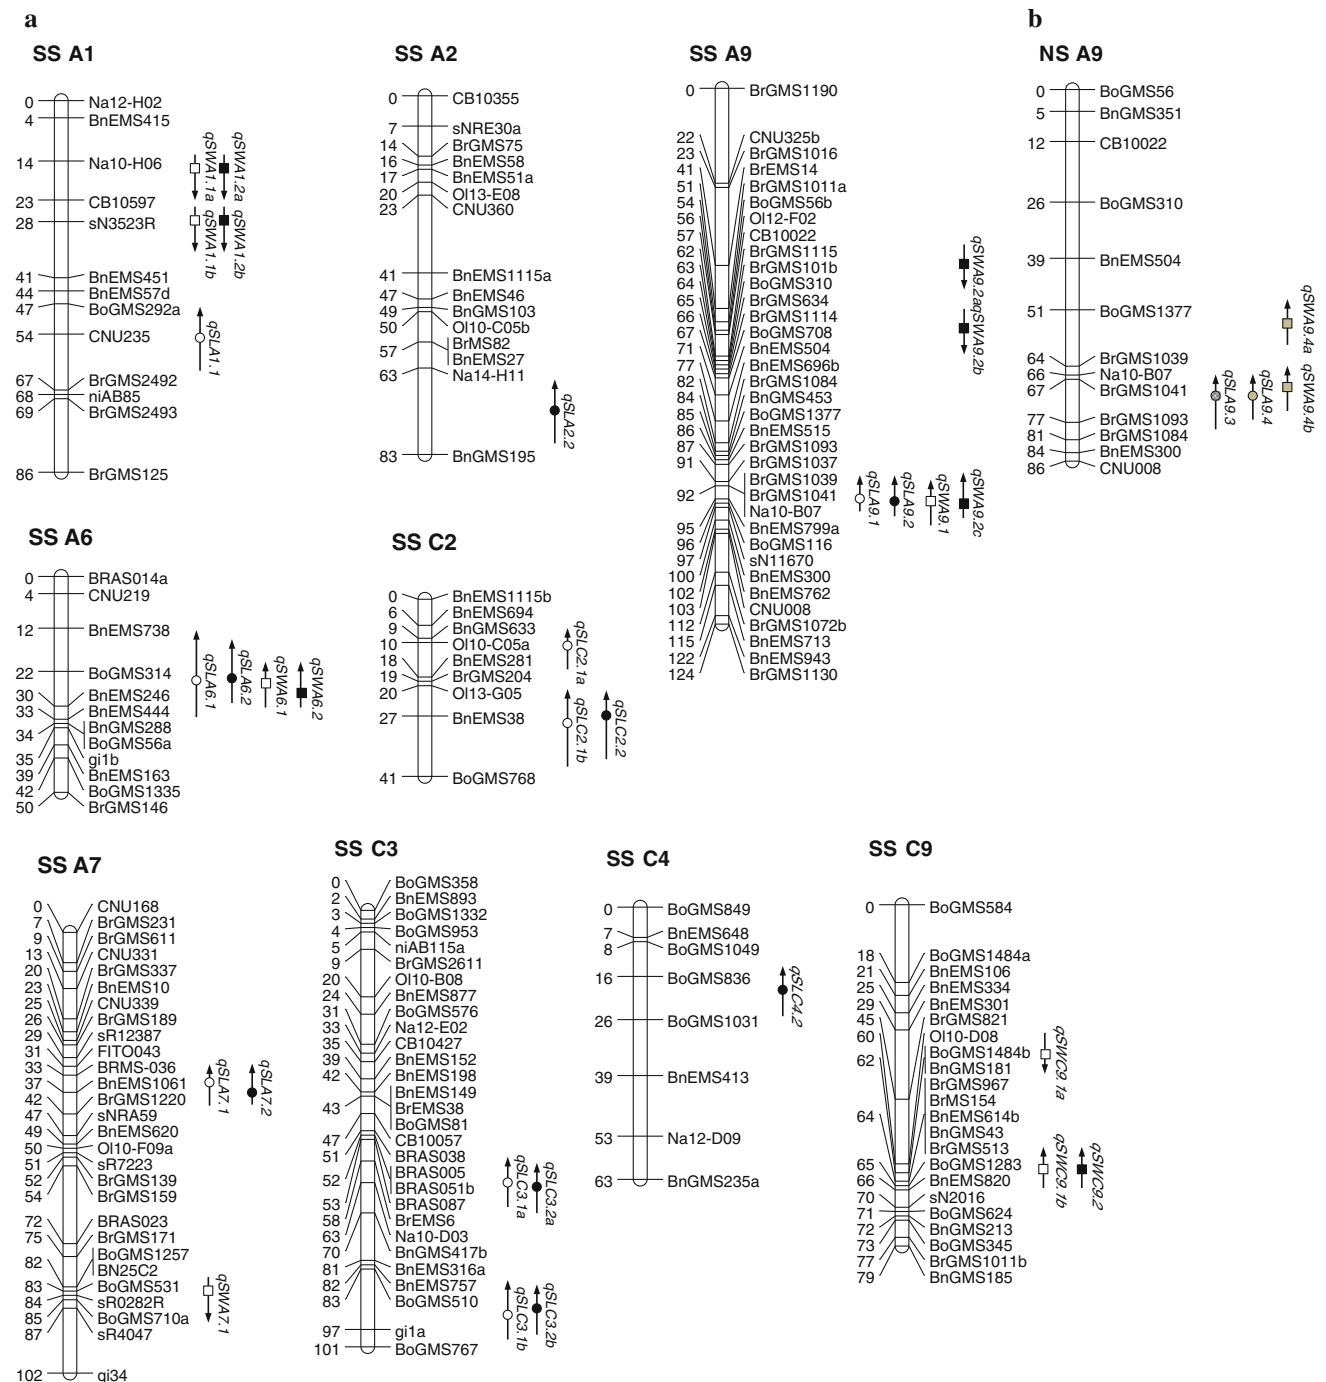 a
b
SS A1
0 Na12-H02
4 BnEMS415
14 Na10-H06
23 CB10597
28 sN3523R
41 BnEMS451
44 BnEMS57d
47 BoGMS292a
54 CNU235
67 BrGMS2492
68 niAB85
69 BrGMS2493
86 BrGMS125
qSWA1.1a
qSWA1.2a
qSWA1.1b
qSWA1.2b
qSLA1.1
SS A2
0 CB10355
7 sNRE30a
14 BrGMS75
16 BnEMS58
17 BnEMS51a
20 Ol13-E08
23 CNU360
41 BnEMS1115a
47 BnEMS46
49 BnGMS103
50 Ol10-C05b
57 BrMS82
BnEMS27
63 Na14-H11
83 BnGMS195
qSLA2.2
SS A9
0 BrGMS1190
22 CNU325b
23 BrGMS1016
41 BrEMS14
51 BrGMS1011a
54 BoGMS56b
56 Ol12-F02
57 CB10022
62 BrGMS1115
63 BrGMS101b
64 BoGMS310
65 BrGMS634
66 BrGMS1114
67 BoGMS708
71 BnEMS504
77 BnEMS696b
82 BrGMS1084
84 BnGMS453
85 BoGMS1377
86 BnEMS515
87 BrGMS1093
91 BrGMS1037
BrGMS1039
92 BrGMS1041
Na10-B07
95 BnEMS799a
96 BoGMS116
97 sN11670
100 BnEMS300
102 BnEMS762
103 CNU008
112 BrGMS1072b
115 BnEMS713
122 BnEMS943
124 BrGMS1130
qSWA9.2a
qSWA9.2b
qSLA9.1
qSLA9.2
qSWA9.1
qSWA9.2c
NS A9
0 BoGMS56
5 BnGMS351
12 CB10022
26 BoGMS310
39 BnEMS504
51 BoGMS1377
64 BrGMS1039
66 Na10-B07
67 BrGMS1041
77 BrGMS1093
81 BrGMS1084
84 BnEMS300
86 CNU008
qSLA9.3
qSLA9.4
qSWA9.4a
qSWA9.4b
SS A6
0 BRAS014a
4 CNU219
12 BnEMS738
22 BoGMS314
30 BnEMS246
33 BnEMS444
34 BnGMS288
BoGMS56a
35 gi1b
39 BnEMS163
42 BoGMS1335
50 BrGMS146
qSLA6.1
qSLA6.2
qSWA6.1
qSWA6.2
SS C2
0 BnEMS1115b
6 BnEMS694
9 BnGMS633
10 Ol10-C05a
18 BnEMS281
19 BrGMS204
20 Ol13-G05
27 BnEMS38
41 BoGMS768
qSLC2.1a
qSLC2.1b
qSLC2.2
SS A7
0 CNU168
7 BrGMS231
9 BrGMS611
13 CNU331
20 BrGMS337
23 BnEMS10
25 CNU339
26 BrGMS189
29 sR12387
31 FITO043
33 BRMS-036
37 BnEMS1061
42 BrGMS1220
47 sNRA59
49 BnEMS620
50 Ol10-F09a
51 sR7223
52 BrGMS139
54 BrGMS159
72 BRAS023
75 BrGMS171
82 BoGMS1257
BN25C2
83 BoGMS531
84 sR0282R
85 BoGMS710a
87 sR4047
102 gi34
qSLA7.1
qSLA7.2
qSWA7.1
SS C3
0 BoGMS358
2 BnEMS893
3 BoGMS1332
4 BoGMS953
5 niAB115a
9 BrGMS2611
20 Ol10-B08
24 BnEMS877
31 BoGMS576
33 Na12-E02
35 CB10427
39 BnEMS152
42 BnEMS198
BnEMS149
43 BrEMS38
BoGMS81
47 CB10057
51 BRAS038
52 BRAS005
BRAS051b
53 BRAS087
58 BrEMS6
63 Na10-D03
70 BnGMS417b
81 BnEMS316a
82 BnEMS757
83 BoGMS510
97 gi1a
101 BoGMS767
qSLC3.1a
qSLC3.2a
qSLC3.1b
qSLC3.2b
SS C4
0 BoGMS849
7 BnEMS648
8 BoGMS1049
16 BoGMS836
26 BoGMS1031
39 BnEMS413
53 Na12-D09
63 BnGMS235a
qSLC4.2
SS C9
0 BoGMS584
18 BoGMS1484a
21 BnEMS106
25 BnEMS334
29 BnEMS301
45 BrGMS821
60 Ol10-D08
62 BoGMS1484b
BnGMS181
BrGMS967
BrMS154
64 BnEMS614b
BnGMS43
BrGMS513
65 BoGMS1283
66 BnEMS820
70 sN2016
71 BoGMS624
72 BnGMS213
73 BoGMS345
77 BrGMS1011b
79 BnGMS185
qSWC9.1a
qSWC9.1b
qSWC9.2